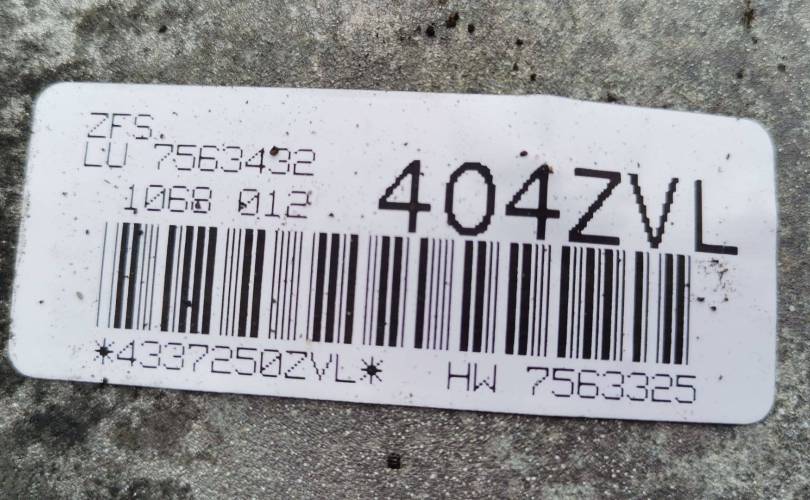 ZFS.
LU 7563432
1068 012
404ZVL
*4337250ZVL* HW 7563325